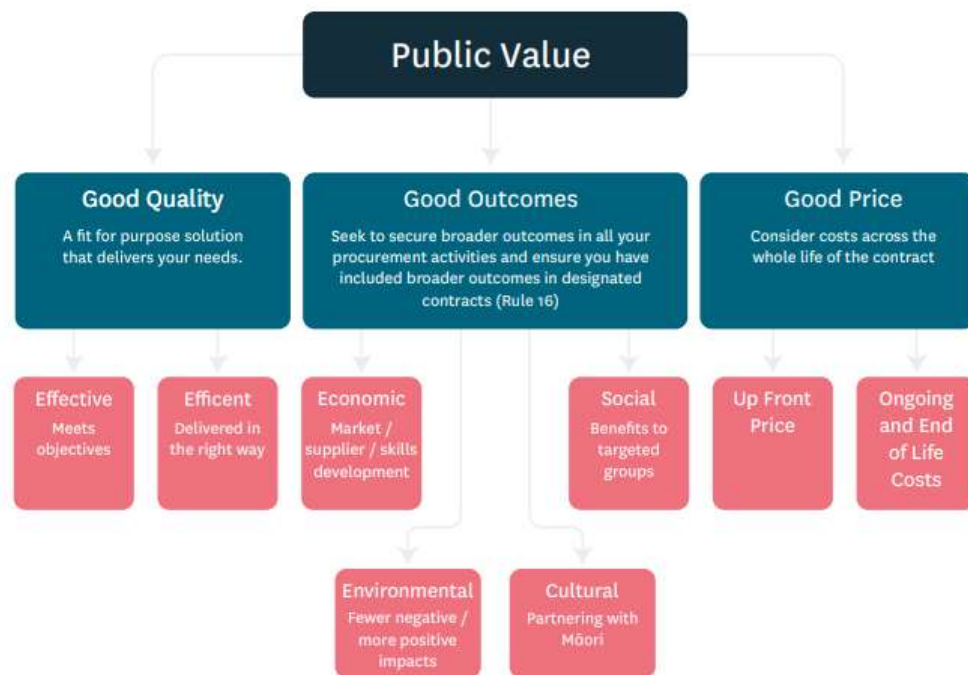 Public Value
Good Quality
A fit for purpose solution
that delivers your needs.
Good Outcomes
Seek to secure broader outcomes in all your
procurement activities and ensure you have
included broader outcomes in designated
contracts (Rule 16)
Good Price
Consider costs across the
whole life of the contract
Effective
Meets
objectives
Efficent
Delivered in
the right way
Economic
Market /
supplier / skills
development
Social
Benefits to
targeted
groups
Up Front
Price
Ongoing
and End
of Life
Costs
Environmental
Fewer negative /
more positive
impacts
Cultural
Partnering with
Māori